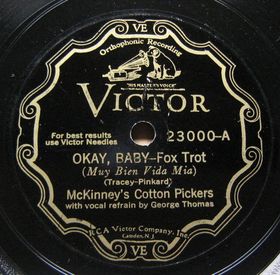 VE
Orthophonic Recording
"HIS MASTER'S VOICE"
VICTOR
For best results
use Victor Needles
23000-A
OKAY, BABY-Fox Trot
(Muy Bien Vida Mia)
(Tracey-Pinkard)
McKinney's Cotton Pickers
with vocal refrain by George Thomas
RCA Victor Company, Inc.
Camden, N.J.
VE